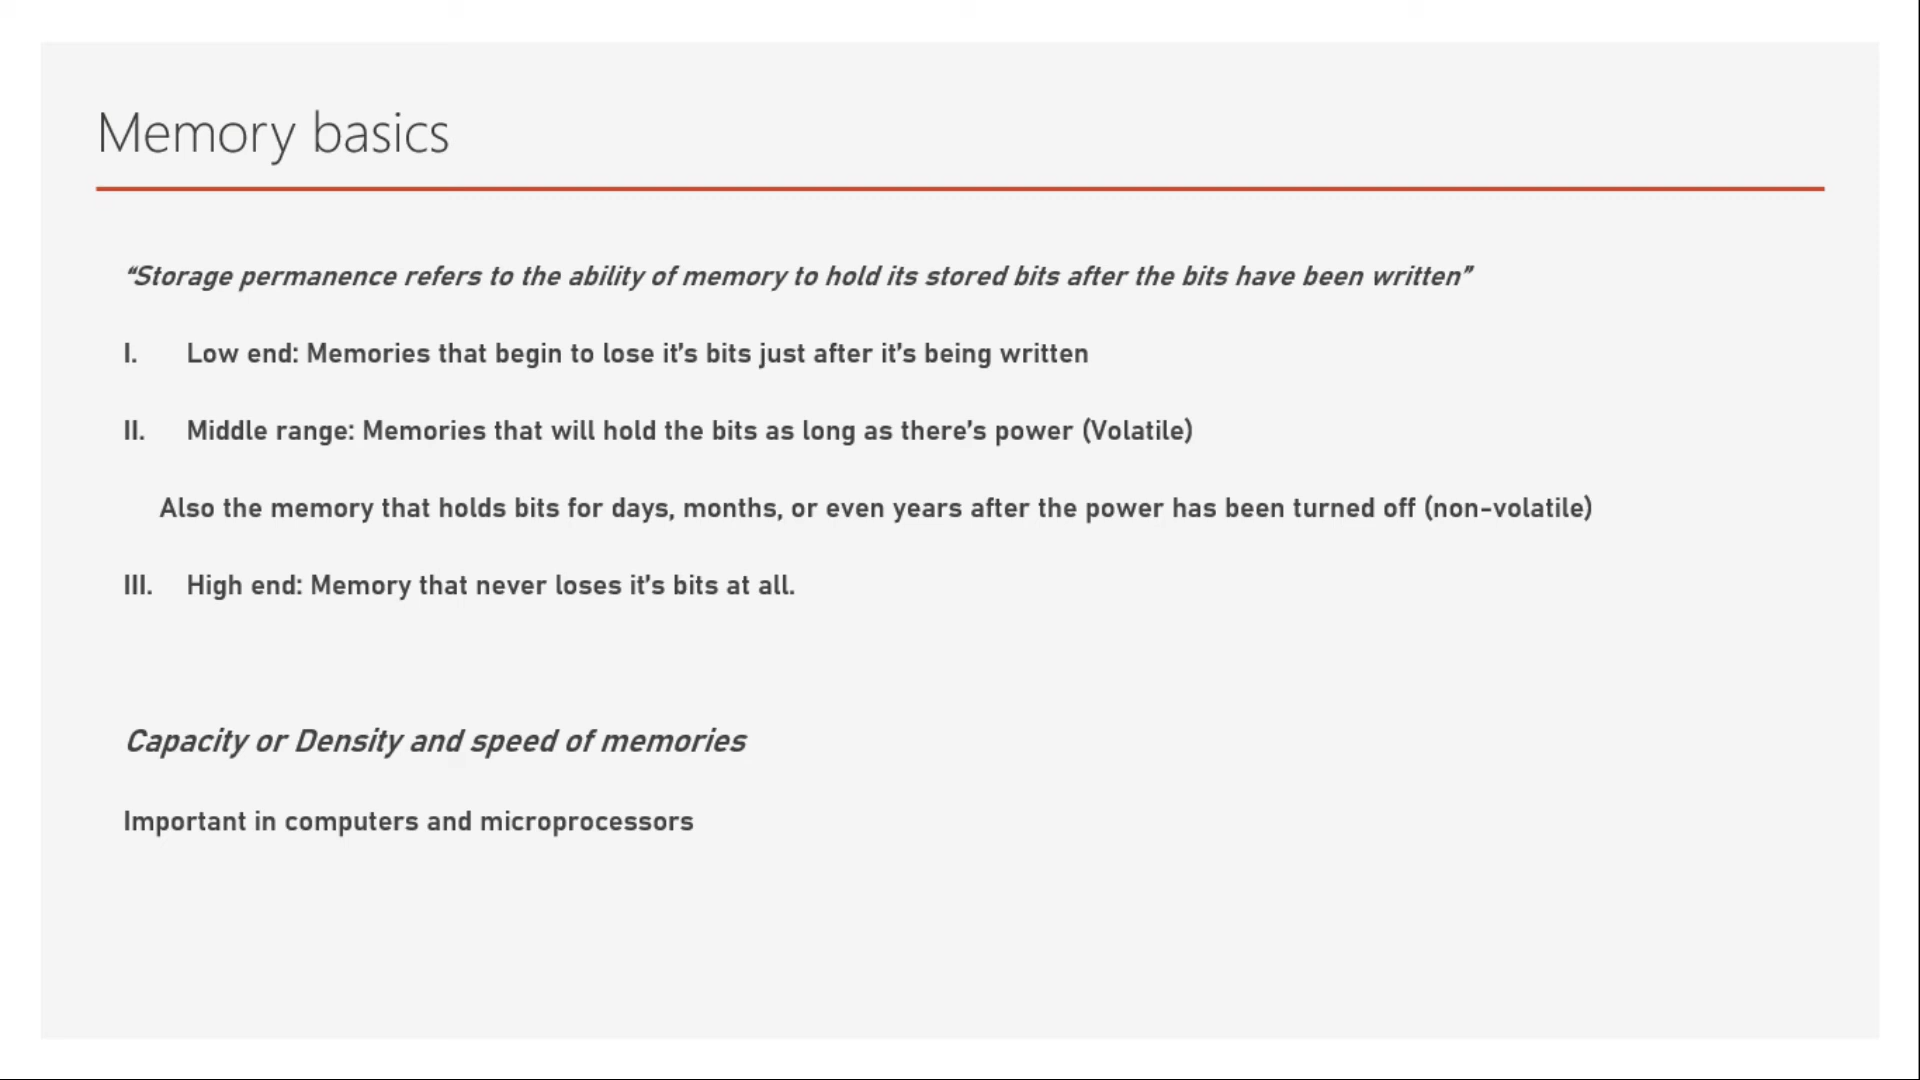 Memory basics
“Storage permanence refers to the ability of memory to hold its stored bits after the bits have been written”
I. Low end: Memories that begin to lose it’s bits just after it’s being written
II. Middle range: Memories that will hold the bits as long as there’s power (Volatile)
Also the memory that holds bits for days, months, or even years after the power has been turned off (non-volatile)
III. High end: Memory that never loses it’s bits at all.
Capacity or Density and speed of memories
Important in computers and microprocessors